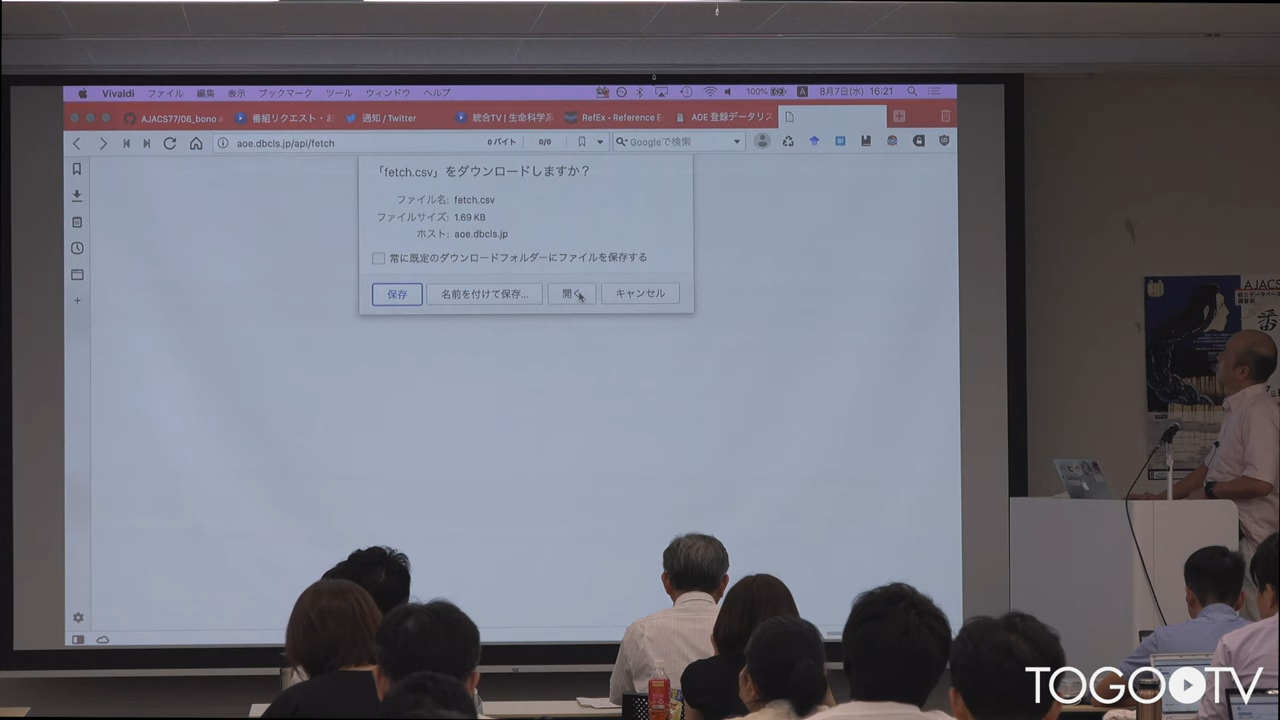 Vivaldi ファイル 編集 表示 ブックマーク ツール ウィンドウ ヘルプ 100% 8月7日(水) 16:21
AJACS77/06_bono 番組リクエスト・ 通知 / Twitter 統合TV | 生命科学系 RefEx - Reference E AOE 登録データリス
aoe.dbcls.jp/api/fetch 0 バイト 0/0 Googleで検索
「fetch.csv」をダウンロードしますか？
ファイル名: fetch.csv
ファイルサイズ: 1.69 KB
ホスト: aoe.dbcls.jp
常に既定のダウンロードフォルダーにファイルを保存する
保存 名前を付けて保存... 開く キャンセル
AJACS
番
TOGOTV